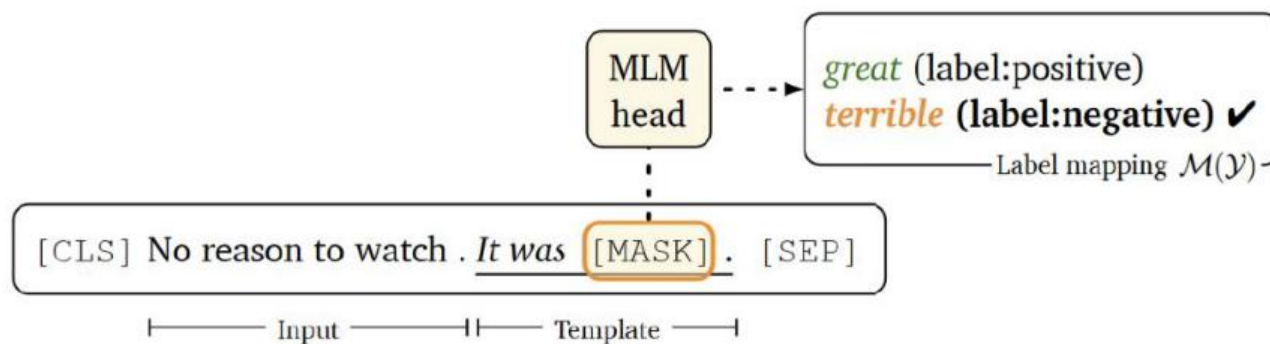 MLM
head
great (label:positive)
terrible (label:negative) ✔
Label mapping 𝓜(𝒴)
[CLS] No reason to watch . It was [MASK] . [SEP]
Input
Template